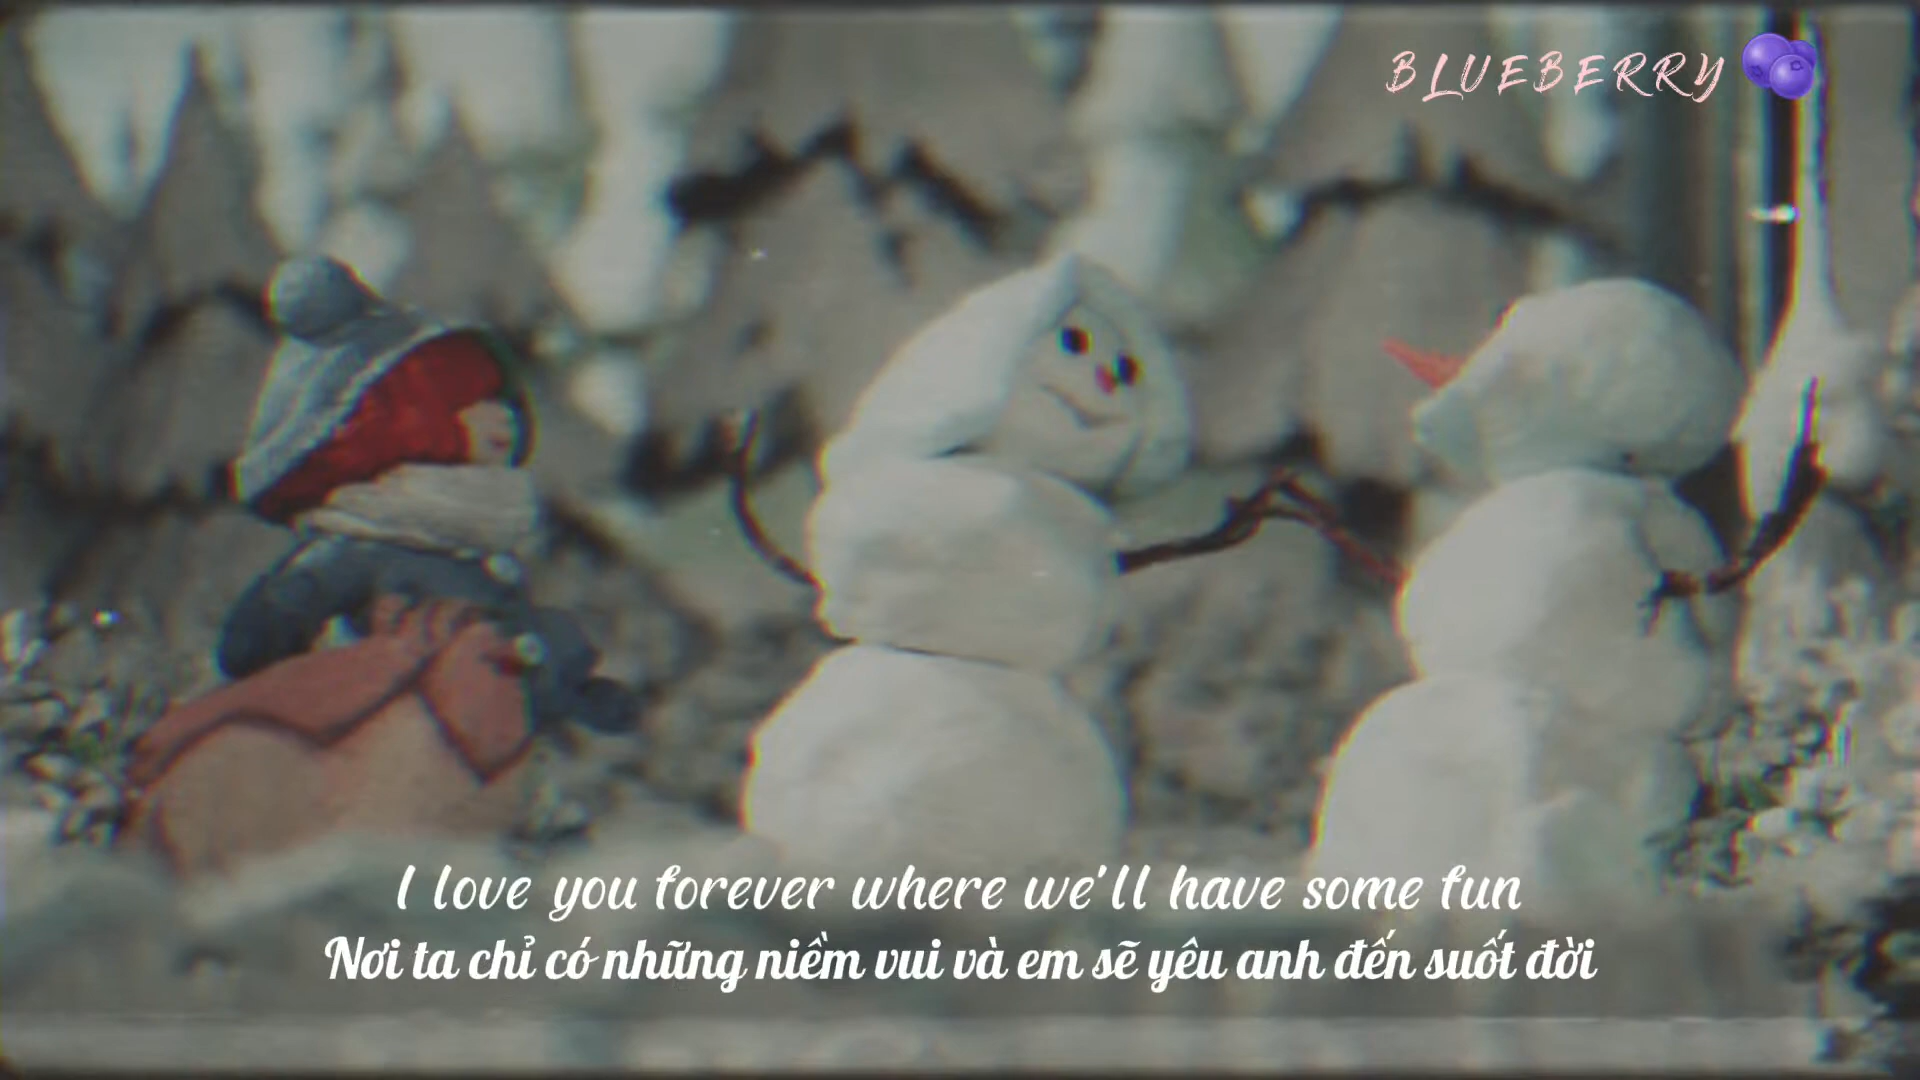 BLUEBERRY
I love you forever where we'll have some fun
Nơi ta chỉ có những niềm vui và em sẽ yêu anh đến suốt đời